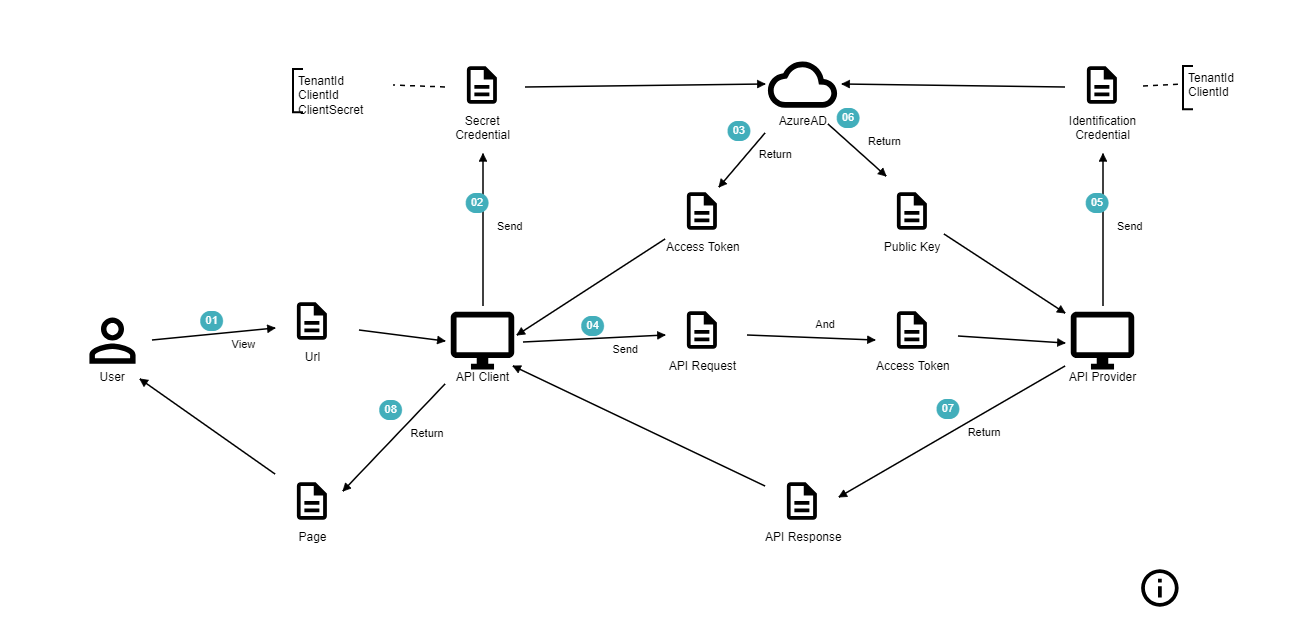 TenantId
ClientId
ClientSecret
Secret
Credential
AzureAD
Identification
Credential
TenantId
ClientId
03
Return
06
Return
02
Send
05
Send
Access Token
Public Key
01
View
Url
User
API Client
04
Send
API Request
And
Access Token
API Provider
08
Return
07
Return
Page
API Response